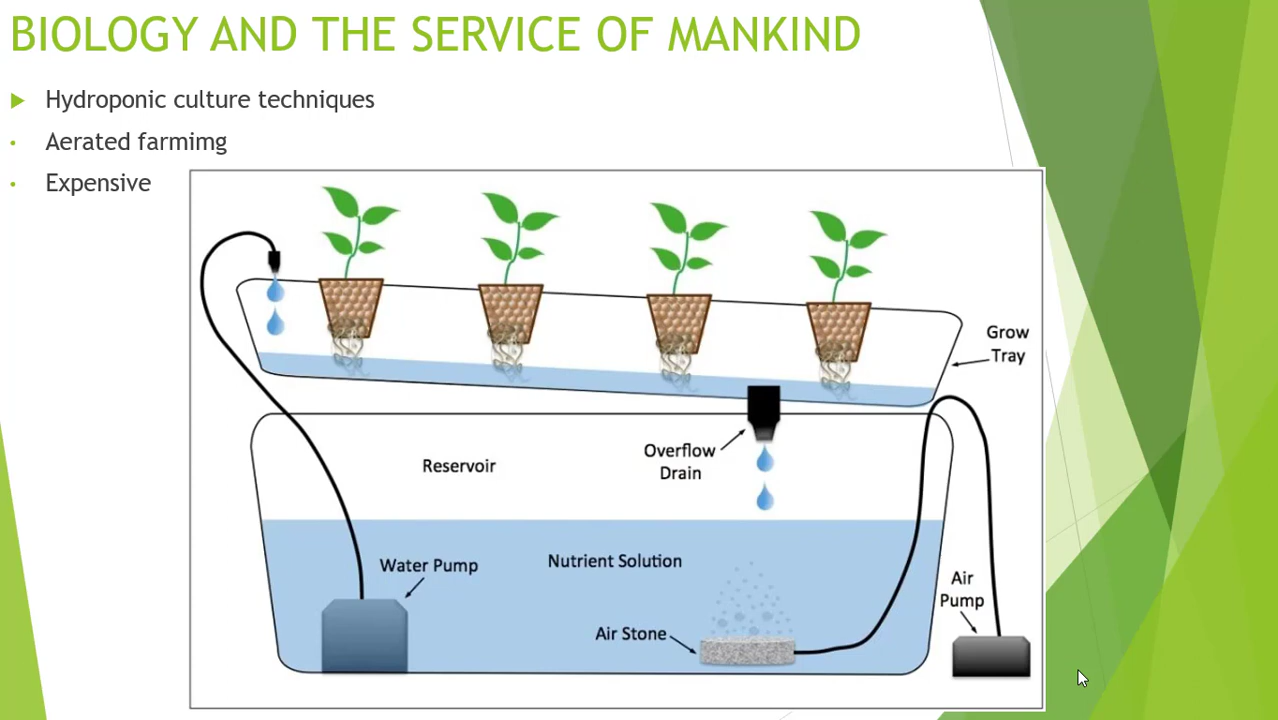 BIOLOGY AND THE SERVICE OF MANKIND
Hydroponic culture techniques
Aerated farmimg
Expensive
Grow
Tray
Overflow
Drain
Reservoir
Water Pump
Nutrient Solution
Air
Pump
Air Stone